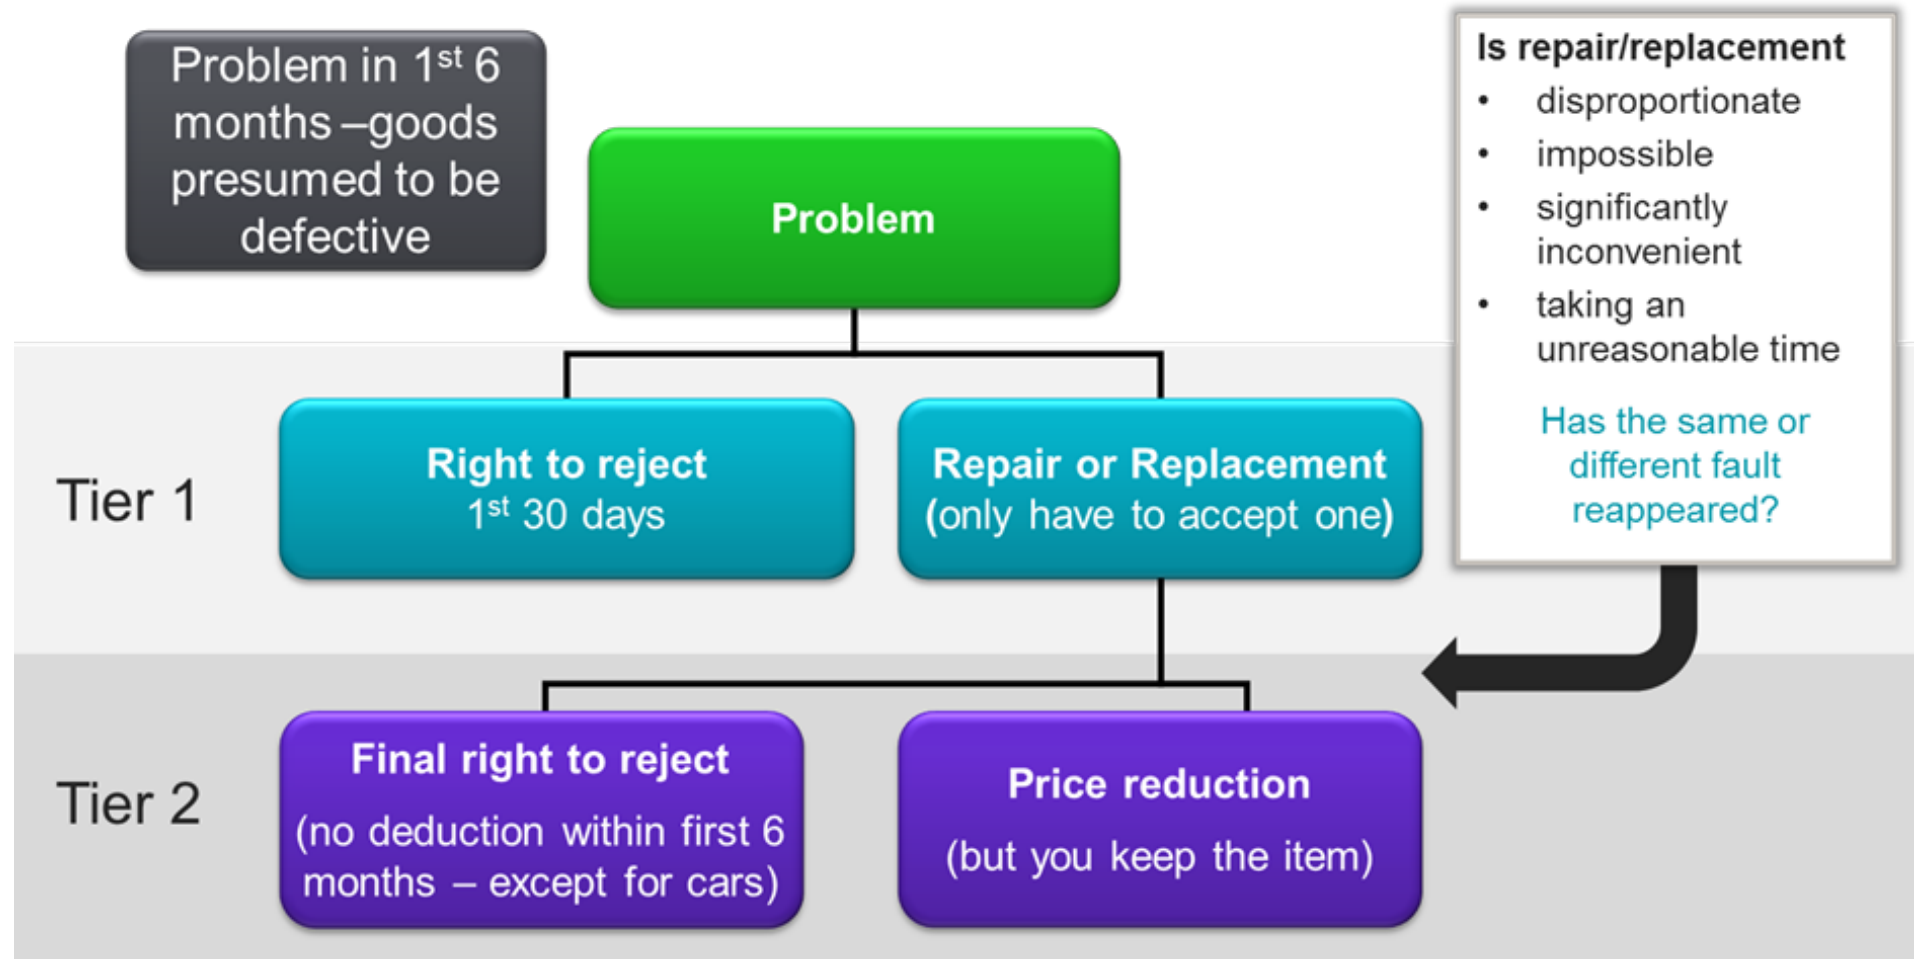 Problem in 1st 6
months –goods
presumed to be
defective
Problem
Is repair/replacement
• disproportionate
• impossible
• significantly
inconvenient
• taking an
unreasonable time
Has the same or
different fault
reappeared?
Tier 1
Right to reject
1st 30 days
Repair or Replacement
(only have to accept one)
Tier 2
Final right to reject
(no deduction within first 6
months – except for cars)
Price reduction
(but you keep the item)